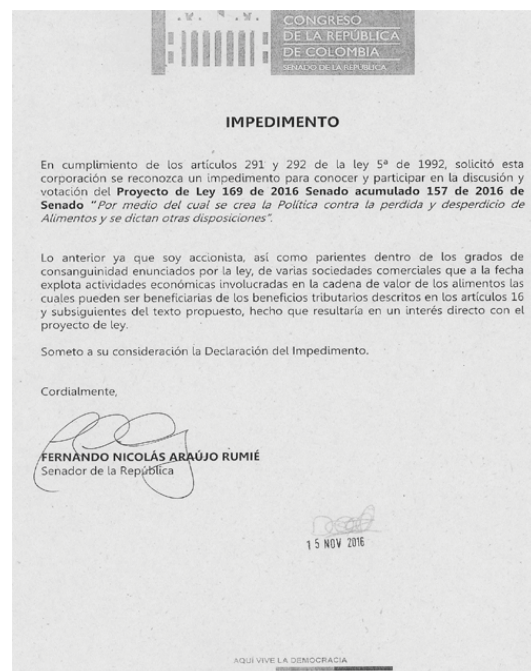 CONGRESO
DE LA REPÚBLICA
DE COLOMBIA
SENADO DE LA REPÚBLICA
IMPEDIMENTO
En cumplimiento de los artículos 291 y 292 de la ley 5ª de 1992, solicitó esta
corporación se reconozca un impedimento para conocer y participar en la discusión y
votación del Proyecto de Ley 169 de 2016 Senado acumulado 157 de 2016 de
Senado "Por medio del cual se crea la Política contra la perdida y desperdicio de
Alimentos y se dictan otras disposiciones".
Lo anterior ya que soy accionista, así como parientes dentro de los grados de
consanguinidad enunciados por la ley, de varias sociedades comerciales que a la fecha
explota actividades económicas involucradas en la cadena de valor de los alimentos las
cuales pueden ser beneficiarias de los beneficios tributarios descritos en los artículos 16
y subsiguientes del texto propuesto, hecho que resultaría en un interés directo con el
proyecto de ley.
Someto a su consideración la Declaración del Impedimento.
Cordialmente,
FERNANDO NICOLÁS ARAÚJO RUMIÉ
Senador de la República
15 NOV 2016
AQUÍ VIVE LA DEMOCRACIA